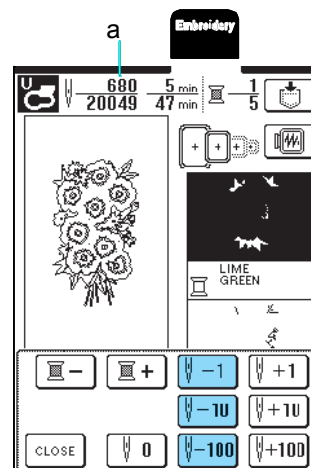 a
Embroidery
U
680 5 min 1
20049 47 min 5
LIME
GREEN
- + -1 +1
-10 +10
CLOSE 0 -100 +100